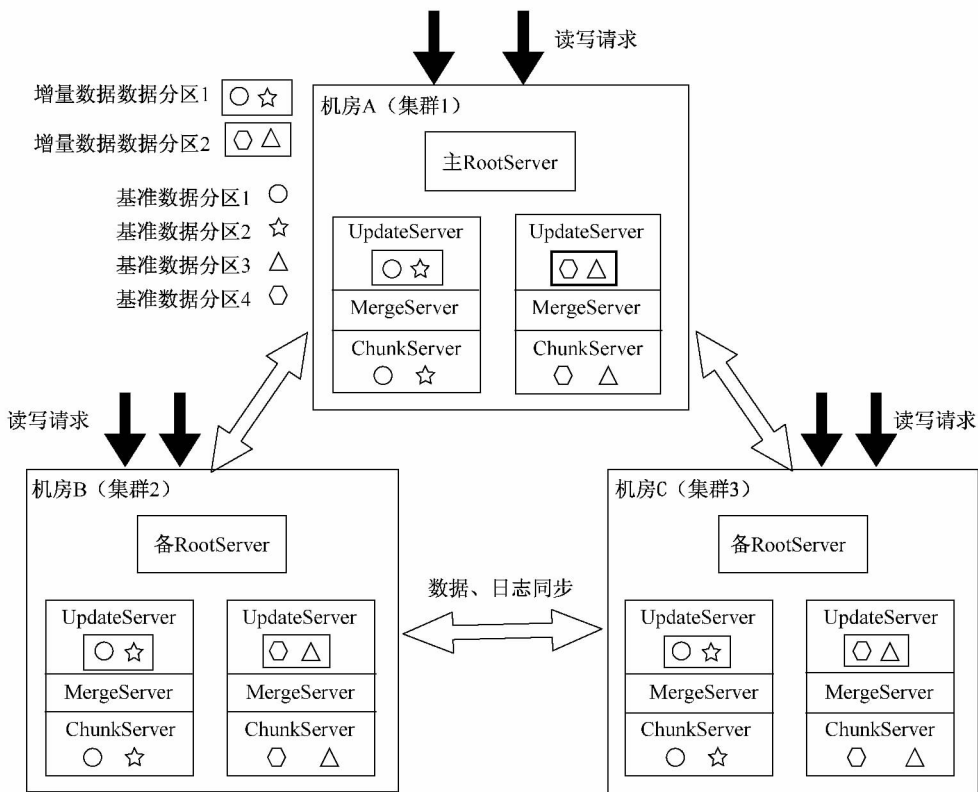 读写请求
增量数据数据分区1
增量数据数据分区2
基准数据分区1
基准数据分区2
基准数据分区3
基准数据分区4
机房A（集群1）
主RootServer
UpdateServer
MergeServer
ChunkServer
UpdateServer
MergeServer
ChunkServer
读写请求
机房B（集群2）
备RootServer
UpdateServer
MergeServer
ChunkServer
UpdateServer
MergeServer
ChunkServer
数据、日志同步
读写请求
机房C（集群3）
备RootServer
UpdateServer
MergeServer
ChunkServer
UpdateServer
MergeServer
ChunkServer